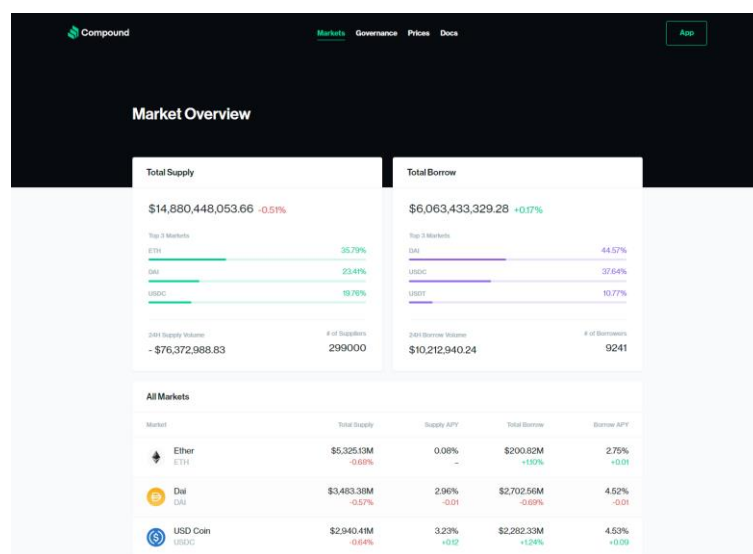 Compound
Markets Governance Prices Docs
App
Market Overview
Total Supply
$14,880,448,053.66 -0.51%
Top 3 Markets
ETH 35.79%
DAI 23.41%
USDC 19.76%
24H Supply Volume # of Suppliers
- $76,372,988.83 299000
Total Borrow
$6,063,433,329.28 +0.17%
Top 3 Markets
DAI 44.57%
USDC 37.64%
USDT 10.77%
24H Borrow Volume # of Borrowers
$10,212,940.24 9241
All Markets
Market Total Supply Supply APY Total Borrow Borrow APY
Ether $5,325.13M 0.08% $200.82M 2.75%
ETH -0.68% – +1.10% +0.01
Dai $3,483.38M 2.96% $2,702.56M 4.52%
DAI -0.57% -0.01 -0.69% -0.01
USD Coin $2,940.41M 3.23% $2,282.33M 4.53%
USDC -0.64% +0.12 +1.24% +0.09